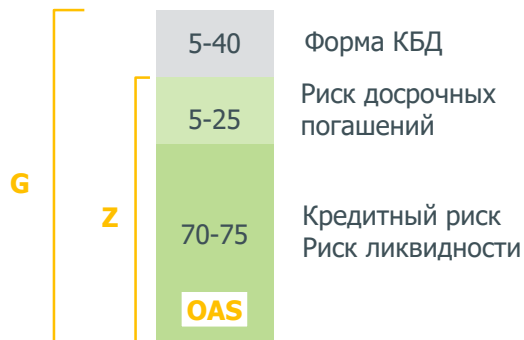 5-40
Форма КБД
5-25
Риск досрочных
погашений
G
Z
70-75
Кредитный риск
Риск ликвидности
OAS